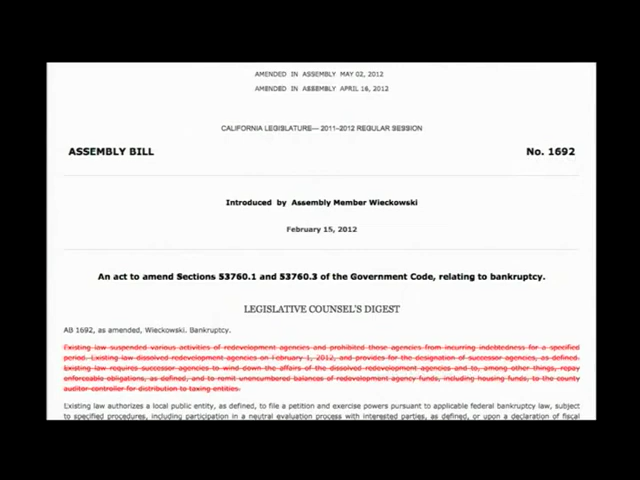 AMENDED IN ASSEMBLY MAY 02, 2012
AMENDED IN ASSEMBLY APRIL 16, 2012
CALIFORNIA LEGISLATURE— 2011–2012 REGULAR SESSION
ASSEMBLY BILL No. 1692
Introduced by Assembly Member Wieckowski
February 15, 2012
An act to amend Sections 53760.1 and 53760.3 of the Government Code, relating to bankruptcy.
LEGISLATIVE COUNSEL'S DIGEST
AB 1692, as amended, Wieckowski. Bankruptcy.
Existing law suspended various activities of redevelopment agencies and prohibited those agencies from incurring indebtedness for a specified
period. Existing law dissolved redevelopment agencies on February 1, 2012, and provides for the designation of successor agencies, as defined.
Existing law requires successor agencies to wind down the affairs of the dissolved redevelopment agencies and to, among other things, repay
enforceable obligations, as defined, and to remit unencumbered balances of redevelopment agency funds, including housing funds, to the county
auditor-controller for distribution to taxing entities.
Existing law authorizes a local public entity, as defined, to file a petition and exercise powers pursuant to applicable federal bankruptcy law, subject
to specified procedures, including participation in a neutral evaluation process with interested parties, as defined, or upon a declaration of fiscal